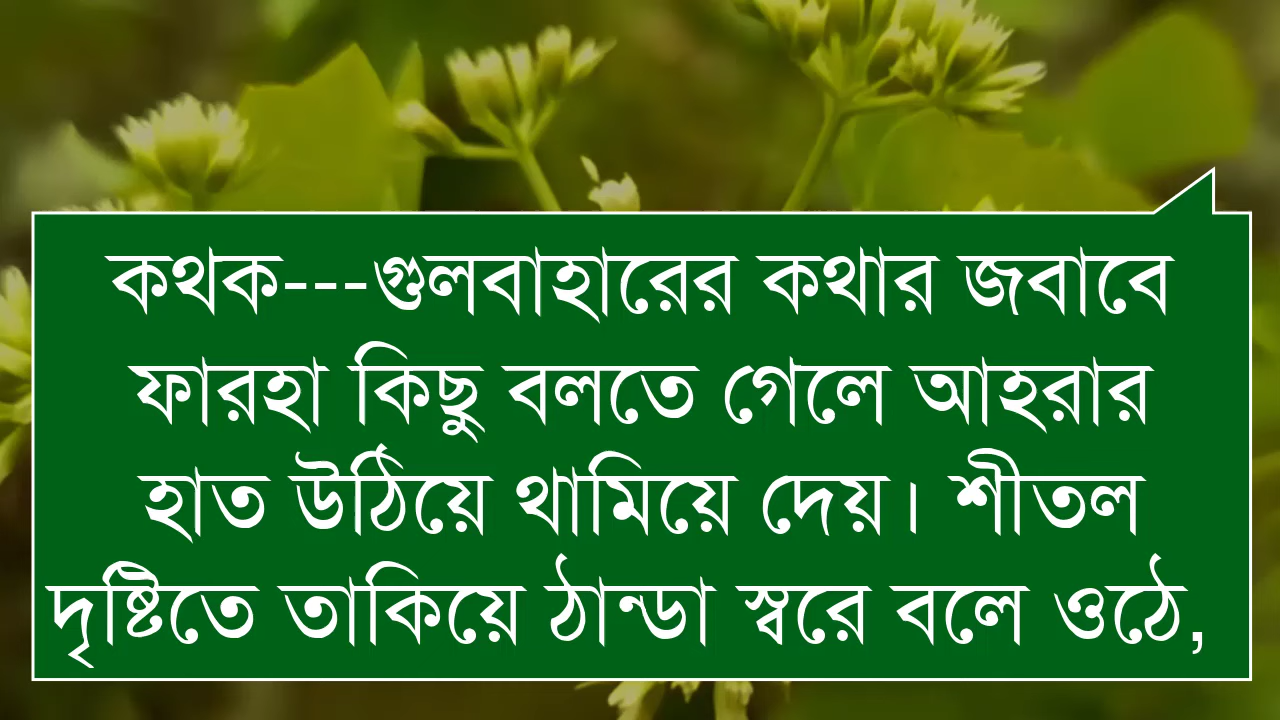 কথক---গুলবাহারের কথার জবাবে
ফারহা কিছু বলতে গেলে আহরার
হাত উঠিয়ে থামিয়ে দেয়। শীতল
দৃষ্টিতে তাকিয়ে ঠান্ডা স্বরে বলে ওঠে,